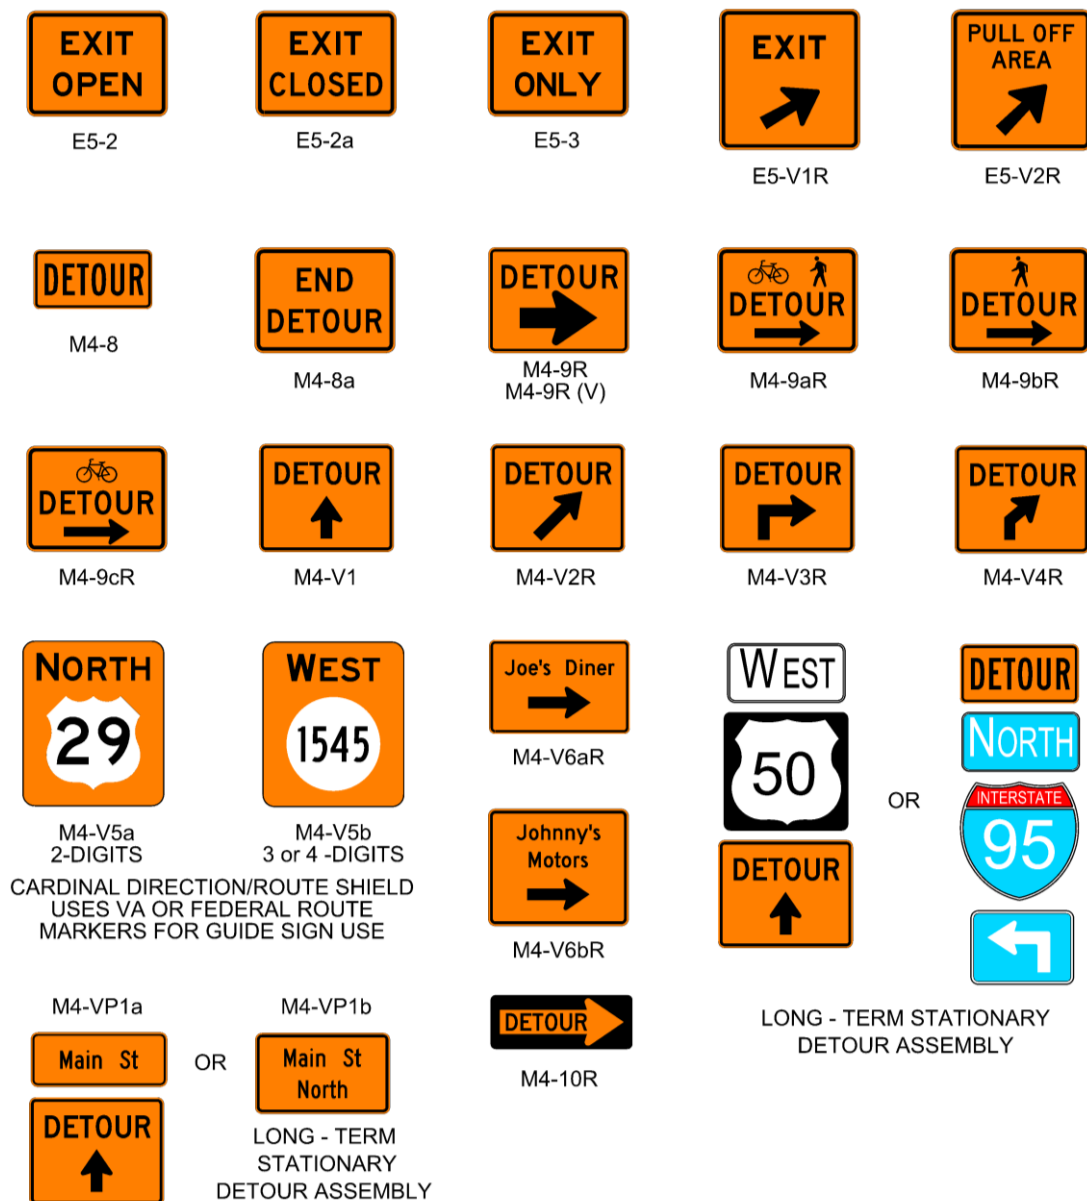 EXIT
OPEN
E5-2
EXIT
CLOSED
E5-2a
EXIT
ONLY
E5-3
EXIT
E5-V1R
PULL OFF
AREA
E5-V2R
DETOUR
M4-8
END
DETOUR
M4-8a
DETOUR
M4-9R
M4-9R (V)
DETOUR
M4-9aR
DETOUR
M4-9bR
DETOUR
M4-9cR
DETOUR
M4-V1
DETOUR
M4-V2R
DETOUR
M4-V3R
DETOUR
M4-V4R
NORTH
29
M4-V5a
2-DIGITS
WEST
1545
M4-V5b
3 or 4 -DIGITS
CARDINAL DIRECTION/ROUTE SHIELD
USES VA OR FEDERAL ROUTE
MARKERS FOR GUIDE SIGN USE
Joe's Diner
M4-V6aR
Johnny's
Motors
M4-V6bR
WEST
50
DETOUR
OR
DETOUR
NORTH
INTERSTATE
95
LONG - TERM STATIONARY
DETOUR ASSEMBLY
M4-VP1a
Main St
DETOUR
OR
M4-VP1b
Main St
North
LONG - TERM
STATIONARY
DETOUR ASSEMBLY
DETOUR
M4-10R